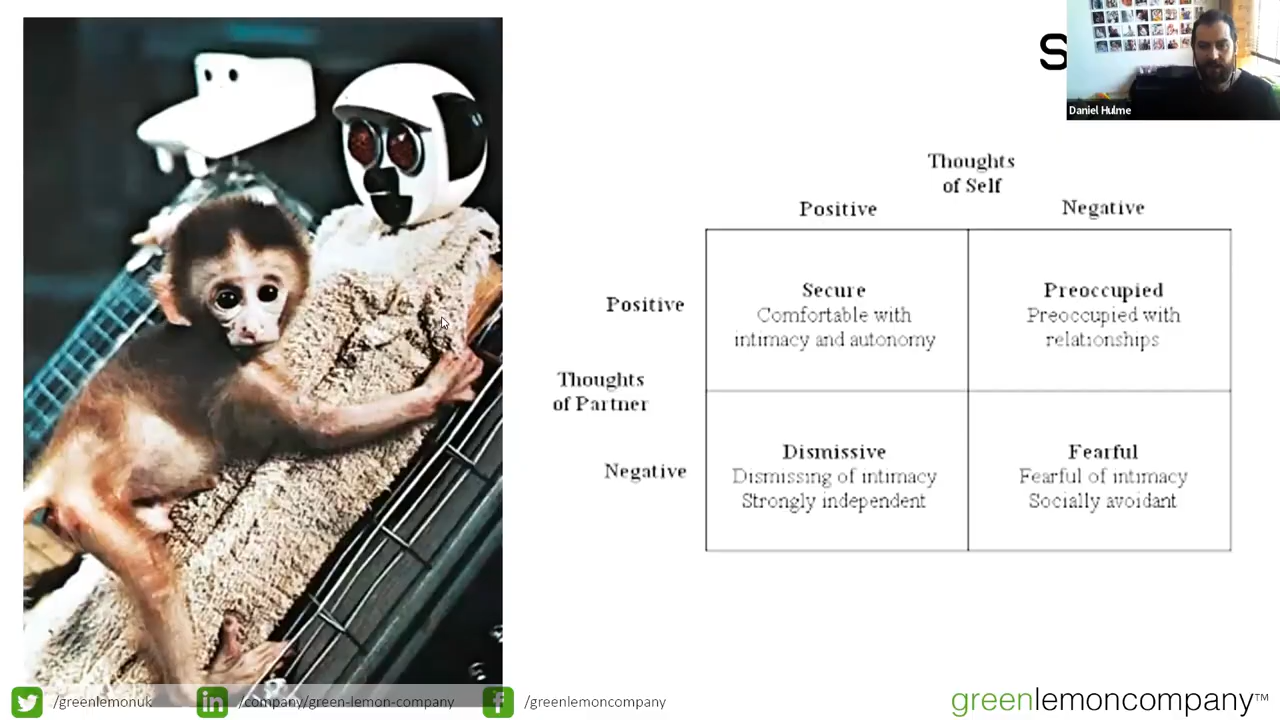 S
Daniel Hulme
Thoughts
of Self
Positive
Negative
Positive
Secure
Comfortable with
intimacy and autonomy
Preoccupied
Preoccupied with
relationships
Thoughts
of Partner
Negative
Dismissive
Dismissing of intimacy
Strongly independent
Fearful
Fearful of intimacy
Socially avoidant
/greenlemonuk
in
/company/green-lemon-company
f
/greenlemoncompany
greenlemoncompany™